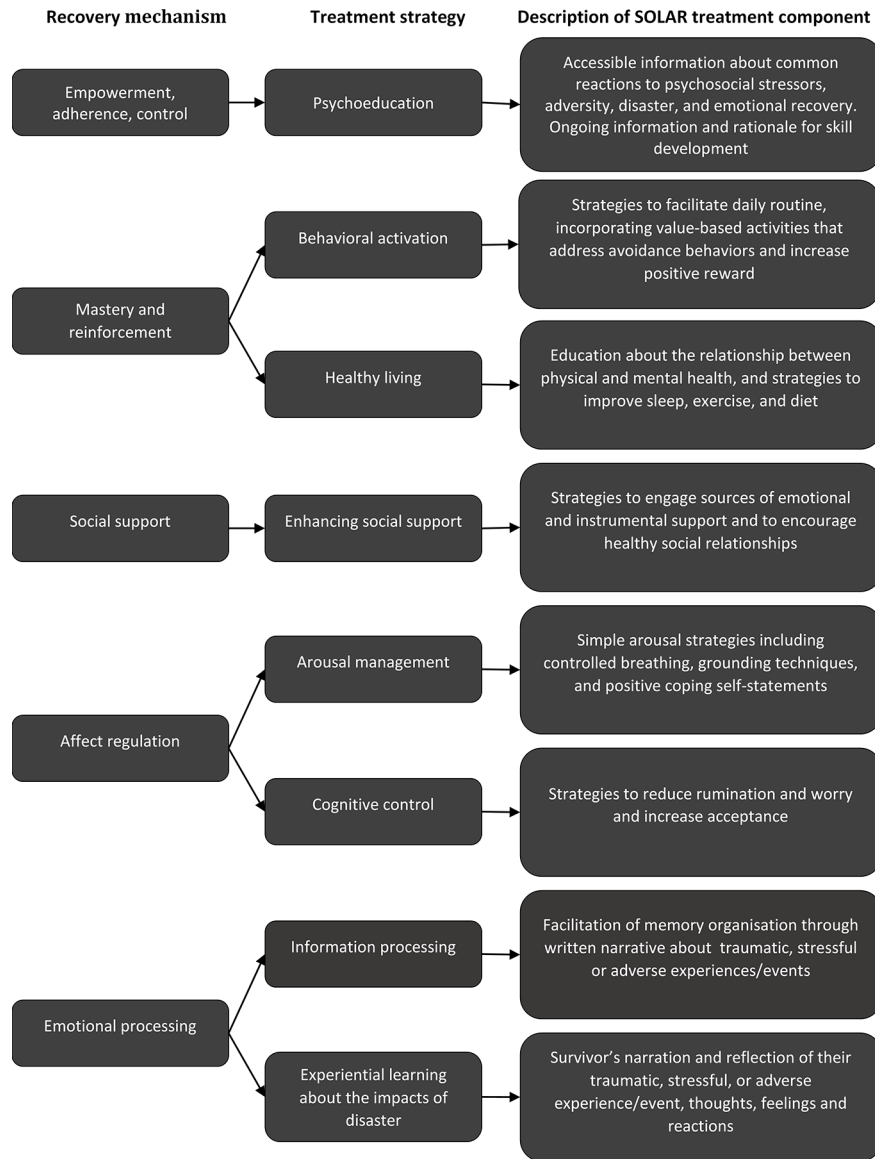 Recovery mechanism
Treatment strategy
Description of SOLAR treatment component
Empowerment,
adherence, control
Psychoeducation
Accessible information about common
reactions to psychosocial stressors,
adversity, disaster, and emotional recovery.
Ongoing information and rationale for skill
development
Mastery and
reinforcement
Behavioral activation
Strategies to facilitate daily routine,
incorporating value-based activities that
address avoidance behaviors and increase
positive reward
Healthy living
Education about the relationship between
physical and mental health, and strategies to
improve sleep, exercise, and diet
Social support
Enhancing social support
Strategies to engage sources of emotional
and instrumental support and to encourage
healthy social relationships
Affect regulation
Arousal management
Simple arousal strategies including
controlled breathing, grounding techniques,
and positive coping self-statements
Cognitive control
Strategies to reduce rumination and worry
and increase acceptance
Emotional processing
Information processing
Facilitation of memory organisation through
written narrative about traumatic, stressful
or adverse experiences/events
Experiential learning
about the impacts of
disaster
Survivor’s narration and reflection of their
traumatic, stressful, or adverse
experience/event, thoughts, feelings and
reactions